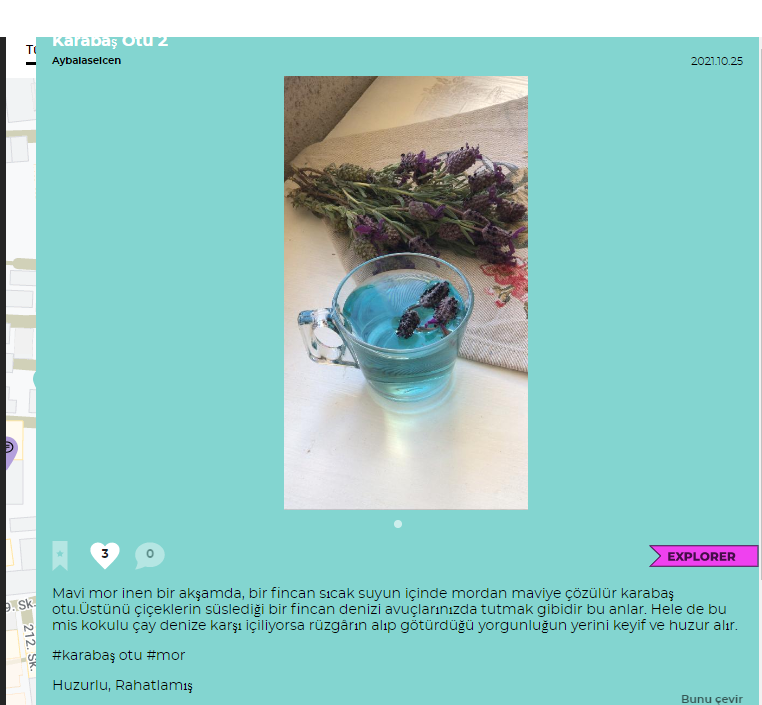 Karabaş Otu 2
Aybalaselcen
2021.10.25
3
0
EXPLORER
Mavi mor inen bir akşamda, bir fincan sıcak suyun içinde mordan maviye çözülür karabaş
otu.Üstünü çiçeklerin süslediği bir fincan denizi avuçlarınızda tutmak gibidir bu anlar. Hele de bu
mis kokulu çay denize karşı içiliyorsa rüzgârın alıp götürdüğü yorgunluğun yerini keyif ve huzur alır.
#karabaş otu #mor
Huzurlu, Rahatlamış
Bunu çevir
9. Sk.
212. Sk.